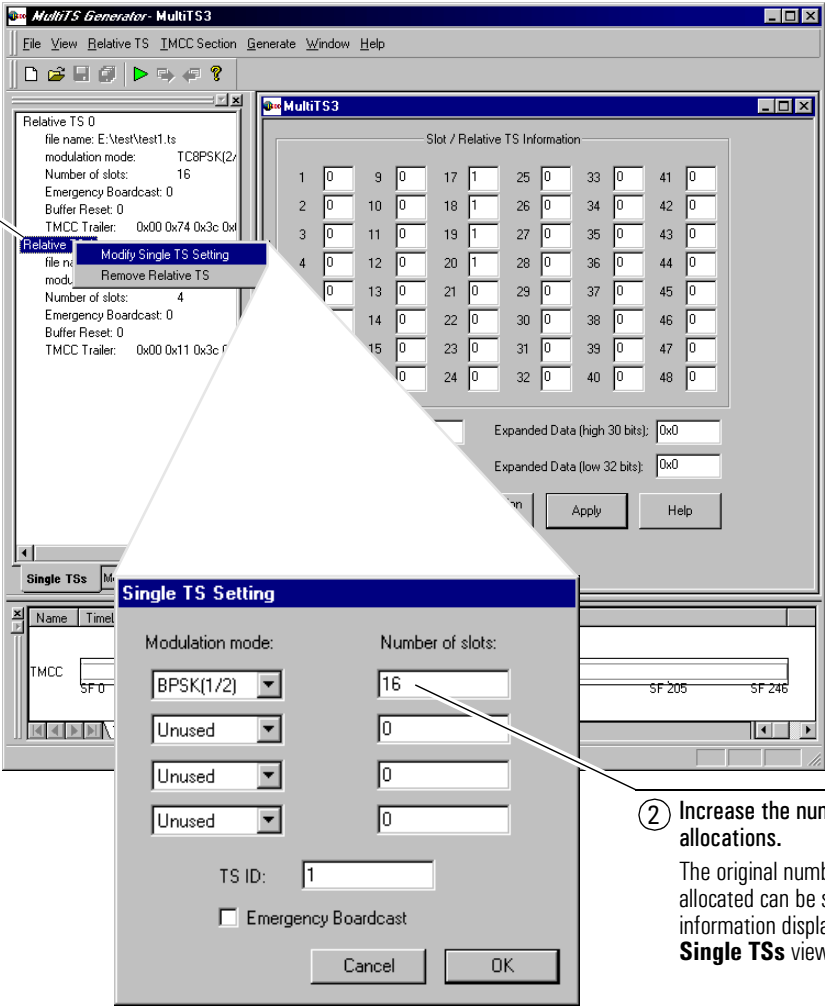 MultiTS Generator - MultiTS3
File View Relative TS TMCC Section Generate Window Help
Relative TS 0
file name: E:\test\test1.ts
modulation mode: TC8PSK(2/
Number of slots: 16
Emergency Boardcast: 0
Buffer Reset: 0
TMCC Trailer: 0x00 0x74 0x3c
Relative
Modify Single TS Setting
Remove Relative TS
file
Number of slots: 4
Emergency Boardcast: 0
Buffer Reset: 0
TMCC Trailer: 0x00 0x11 0x3c
Single TSs
MultiTS3
Slot / Relative TS Information
1 0 9 0 17 1 25 0 33 0 41 0
2 0 10 0 18 1 26 0 34 0 42 0
3 0 11 0 19 1 27 0 35 0 43 0
4 0 12 0 20 1 28 0 36 0 44 0
0 13 0 21 0 29 0 37 0 45 0
14 0 22 0 30 0 38 0 46 0
15 0 23 0 31 0 39 0 47 0
0 24 0 32 0 40 0 48 0
Expanded Data (high 30 bits); 0x0
Expanded Data (low 32 bits): 0x0
Apply Help
Name
TMCC
SF 0 SF 205 SF 246
Single TS Setting
Modulation mode: Number of slots:
BPSK(1/2) 16
Unused 0
Unused 0
Unused 0
TS ID: 1
Emergency Boardcast
Cancel OK
2 Increase the num
allocations.
The original numb
allocated can be s
information displa
Single TSs view